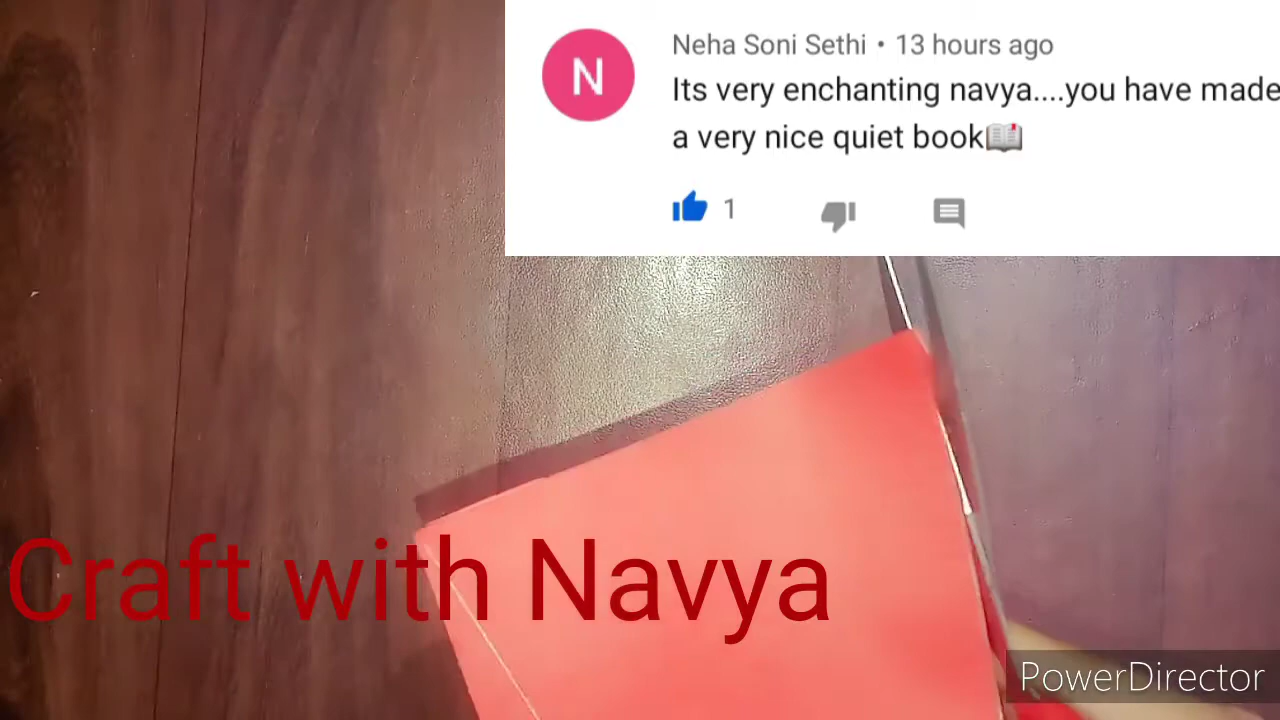 N
Neha Soni Sethi • 13 hours ago
Its very enchanting navya....you have made
a very nice quiet book📖
1
Craft with Navya
PowerDirector